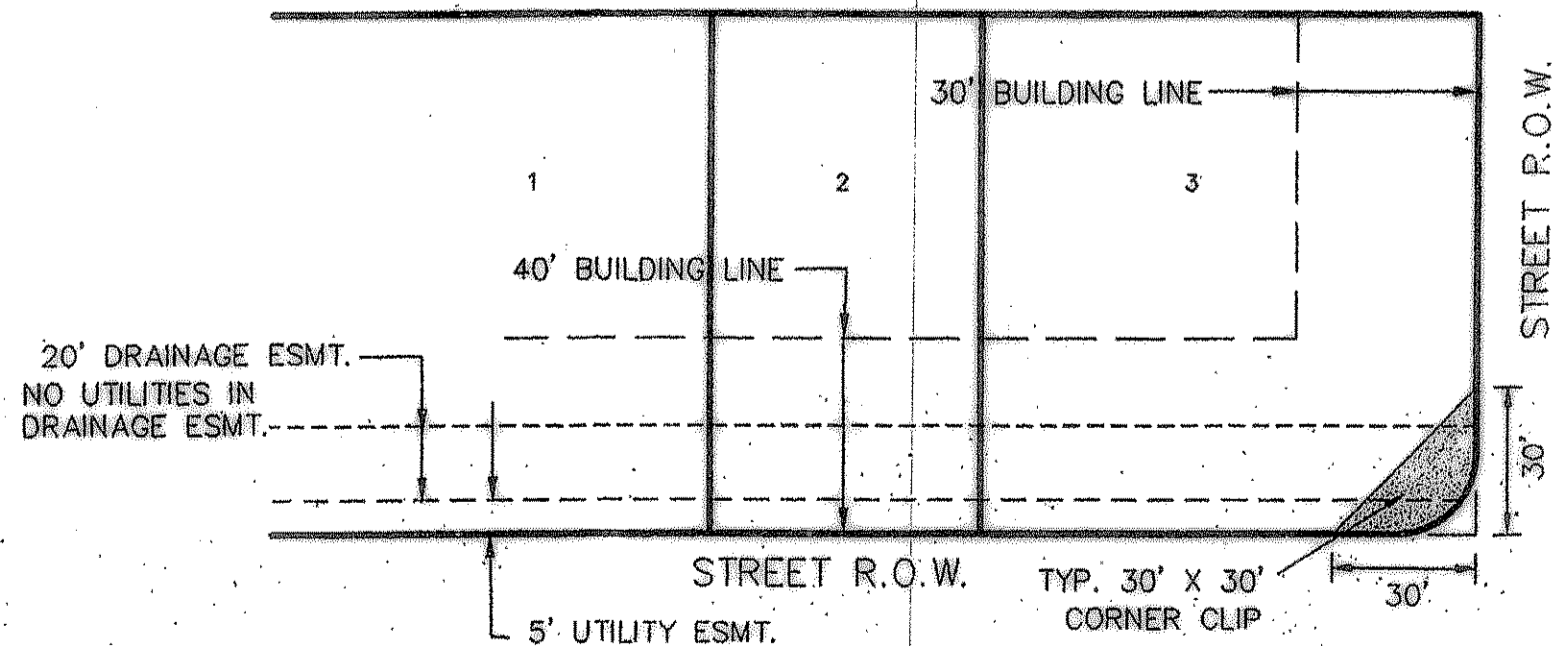 30' BUILDING LINE
STREET R.O.W.
1
2
3
40' BUILDING LINE
20' DRAINAGE ESMT.
NO UTILITIES IN
DRAINAGE ESMT.
30'
STREET R.O.W.
TYP. 30' X 30'
CORNER CLIP
30'
5' UTILITY ESMT.